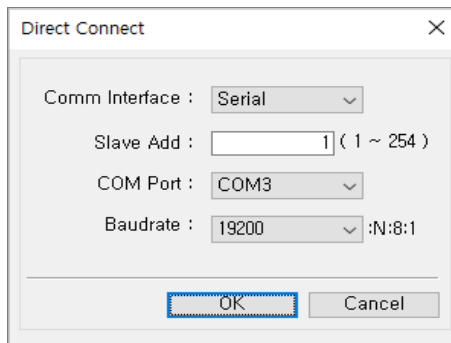 Direct Connect
Comm Interface : Serial
Slave Add : 1 ( 1 ~ 254 )
COM Port : COM3
Baudrate : 19200 :N:8:1
OK Cancel